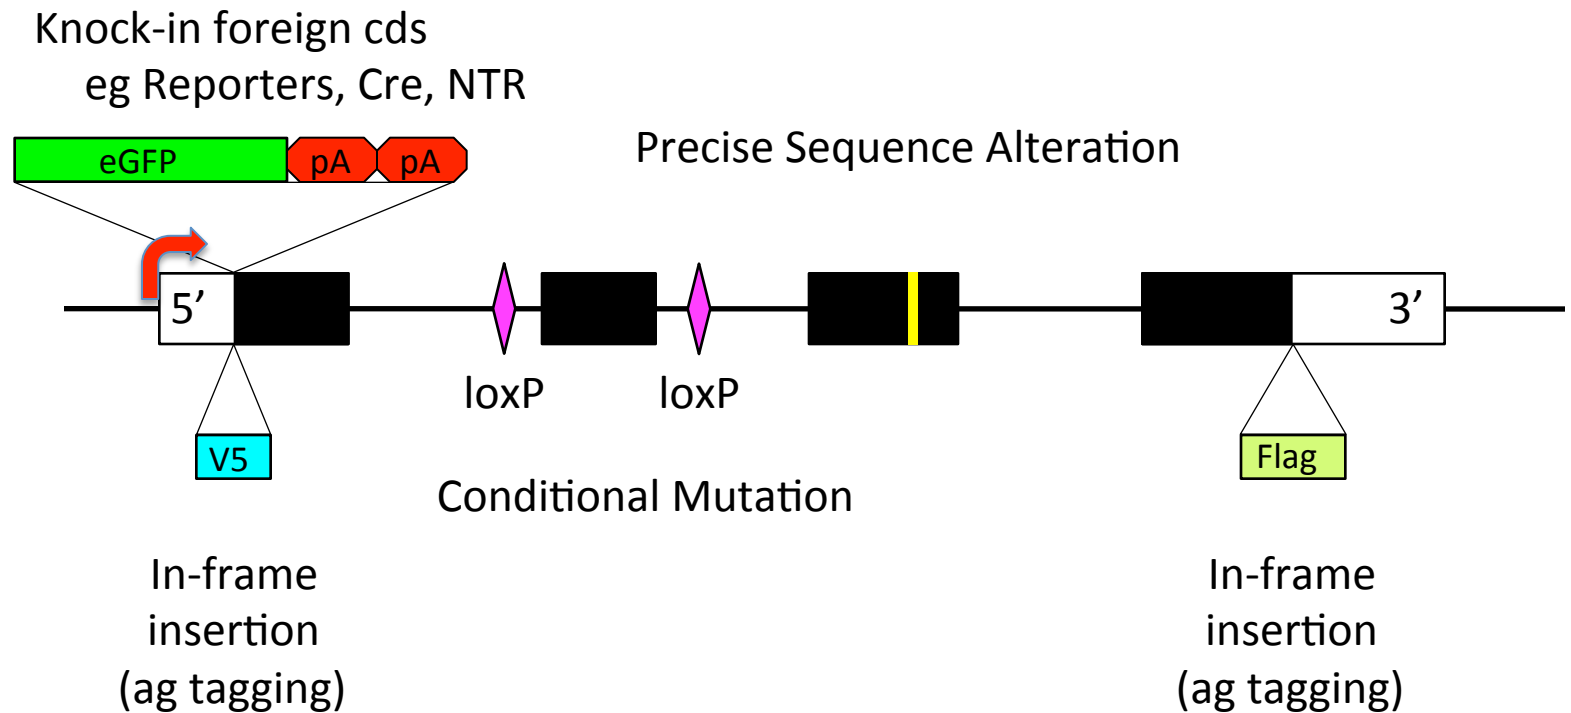 Knock-in foreign cds
eg Reporters, Cre, NTR
eGFP pA pA
Precise Sequence Alteration
5’ 3’
loxP loxP
V5 Flag
Conditional Mutation
In-frame
insertion
(ag tagging)
In-frame
insertion
(ag tagging)